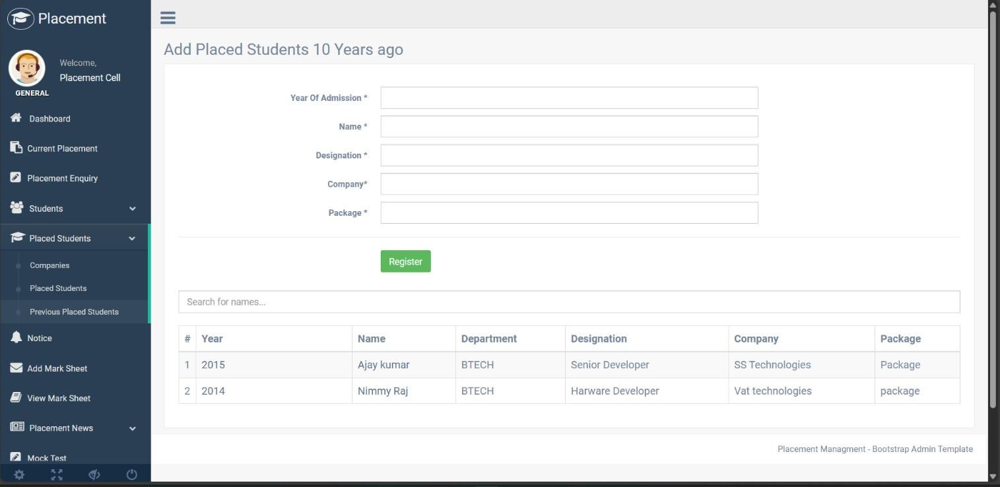 Placement
Welcome,
Placement Cell
GENERAL
Dashboard
Current Placement
Placement Enquiry
Students
Placed Students
Companies
Placed Students
Previous Placed Students
Notice
Add Mark Sheet
View Mark Sheet
Placement News
Mock Test
Add Placed Students 10 Years ago
Year Of Admission *
Name *
Designation *
Company*
Package *
Register
Search for names...
# Year Name Department Designation Company Package
1 2015 Ajay kumar BTECH Senior Developer SS Technologies Package
2 2014 Nimmy Raj BTECH Harware Developer Vat technologies package
Placement Managment - Bootstrap Admin Template